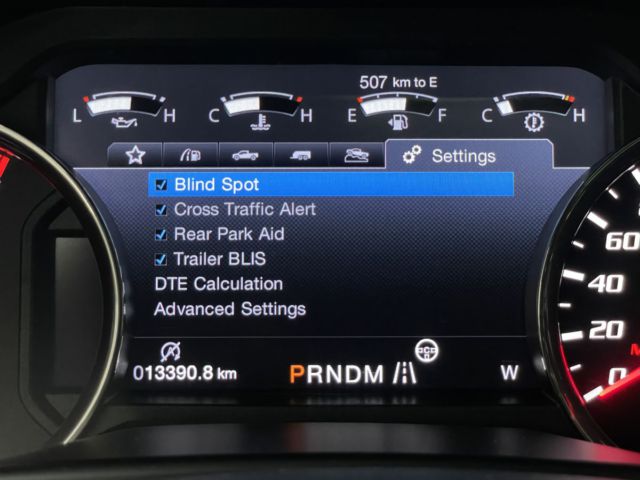 507 km to E
L H C H E F C H
Settings
Blind Spot
Cross Traffic Alert
Rear Park Aid
Trailer BLIS
DTE Calculation
Advanced Settings
013390.8 km PRNDM W
60
40
20
0